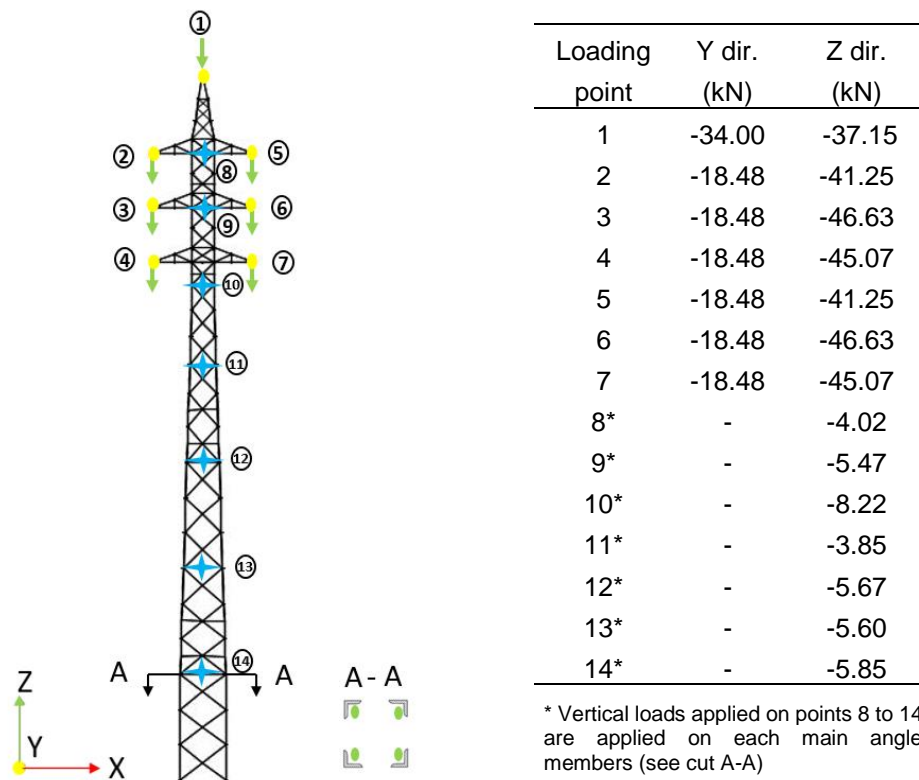 ①
②
⑤
⑧
③
⑥
⑨
④
⑦
⑩
⑪
⑫
⑬
⑭
A
A
A - A
Z
Y
X
Loading point Y dir. (kN) Z dir. (kN)
1 -34.00 -37.15
2 -18.48 -41.25
3 -18.48 -46.63
4 -18.48 -45.07
5 -18.48 -41.25
6 -18.48 -46.63
7 -18.48 -45.07
8* - -4.02
9* - -5.47
10* - -8.22
11* - -3.85
12* - -5.67
13* - -5.60
14* - -5.85
* Vertical loads applied on points 8 to 14
are applied on each main angle
members (see cut A-A)